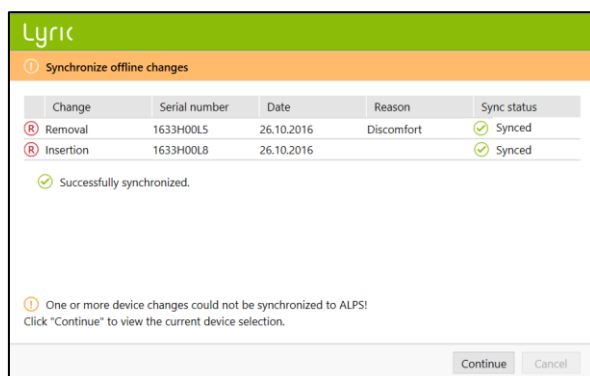 Lyric
! Synchronize offline changes
Change Serial number Date Reason Sync status
R Removal 1633H00L5 26.10.2016 Discomfort Synced
R Insertion 1633H00L8 26.10.2016 Synced
Successfully synchronized.
! One or more device changes could not be synchronized to ALPS!
Click "Continue" to view the current device selection.
Continue Cancel